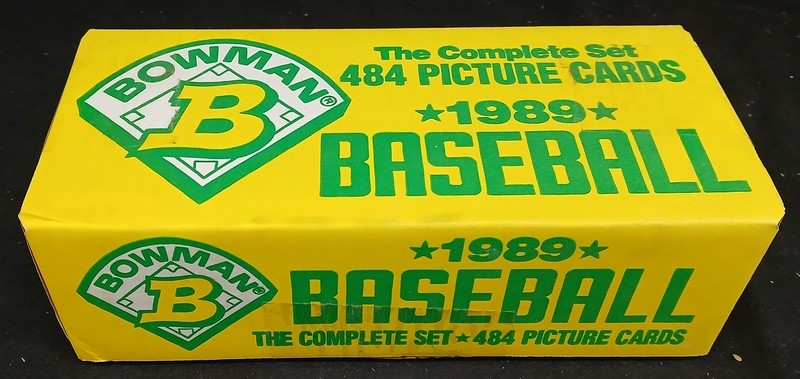 BOWMAN®
B
The Complete Set
484 PICTURE CARDS
★1989★
BASEBALL
BOWMAN®
B
★1989★
BASEBALL
THE COMPLETE SET★484 PICTURE CARDS